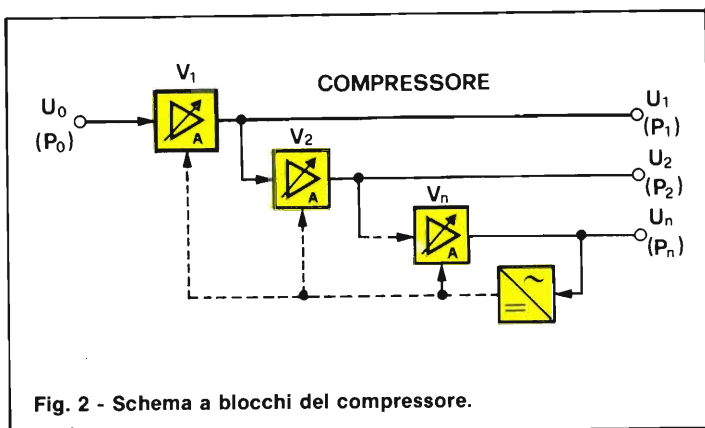 V₁
COMPRESSORE
U₀
(P₀)
A
U₁
(P₁)
V₂
A
U₂
(P₂)
Vₙ
A
Uₙ
(Pₙ)
~
=
Fig. 2 - Schema a blocchi del compressore.